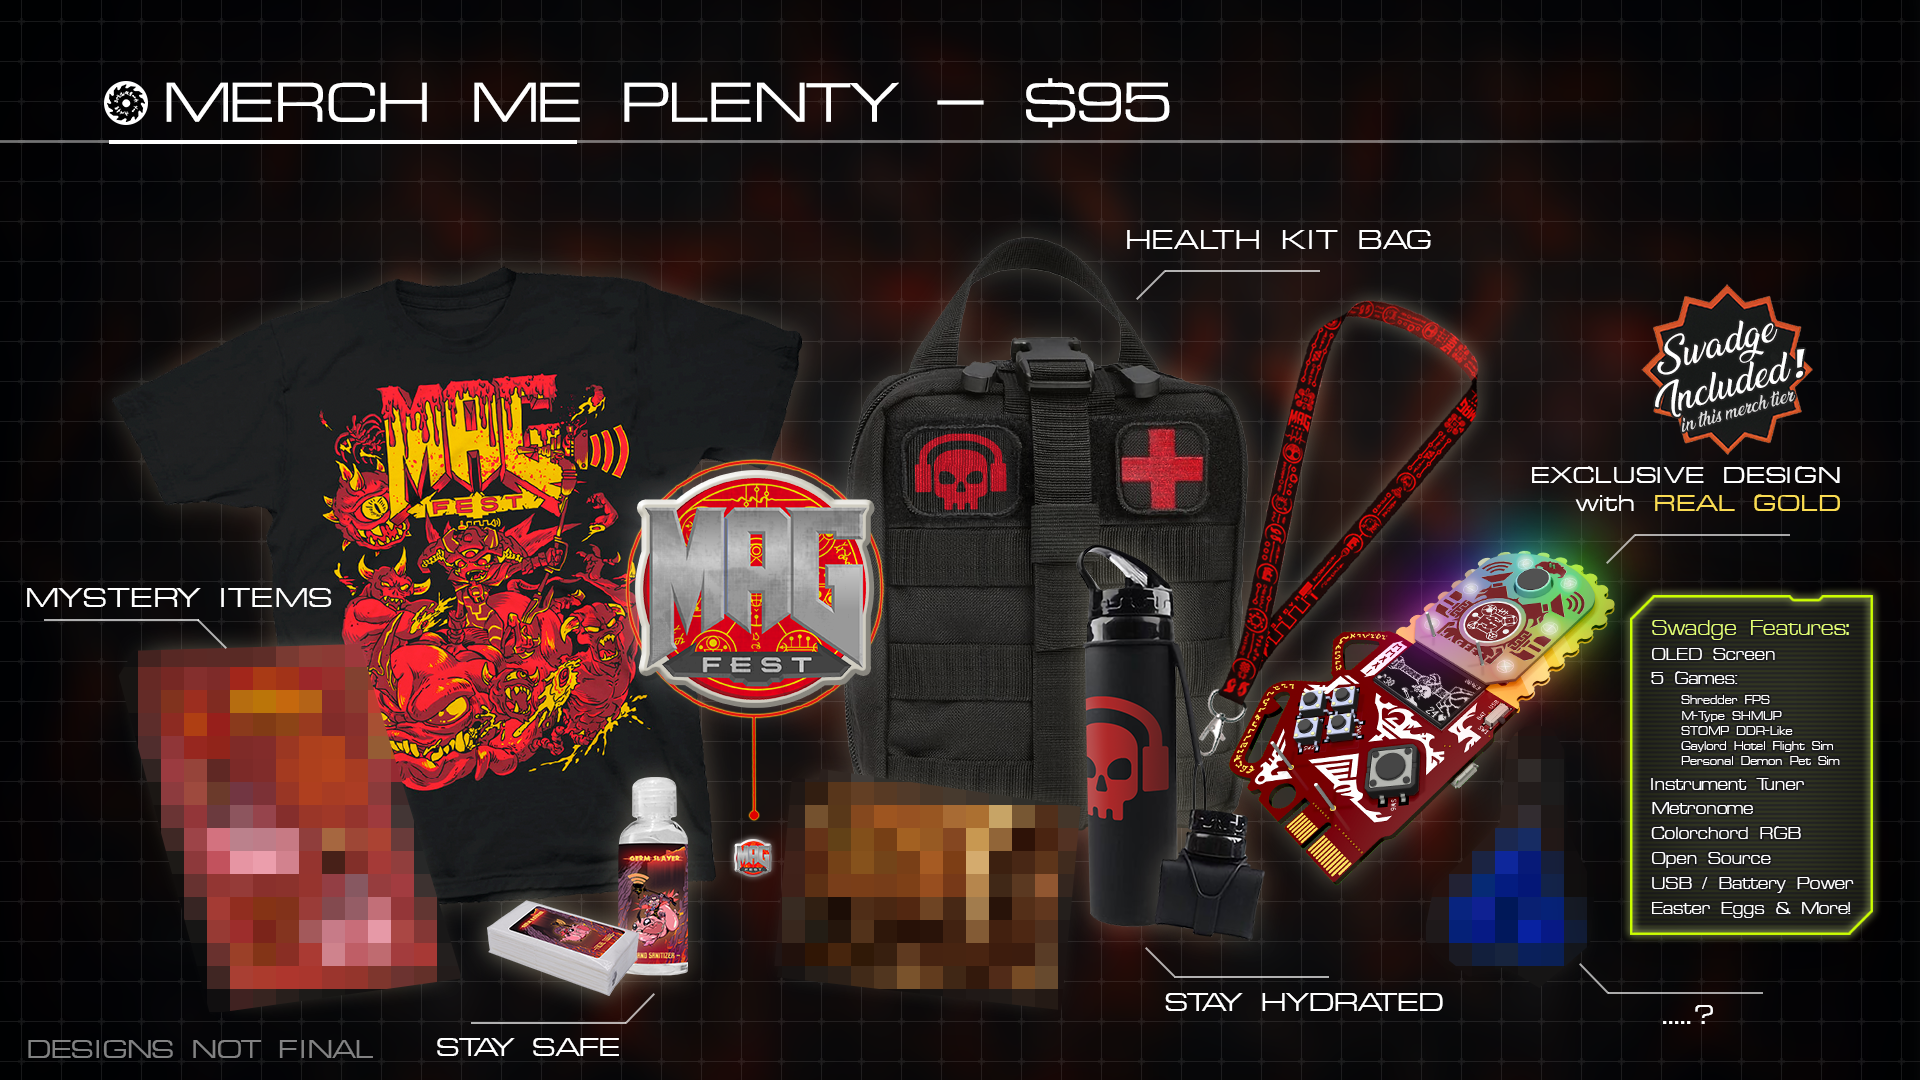 MERCH ME PLENTY - $95
HEALTH KIT BAG
Swadge
Included!
in this merch tier
EXCLUSIVE DESIGN
with REAL GOLD
MAG
FEST
MAG
FEST
MAG
MYSTERY ITEMS
Swadge Features:
OLED Screen
5 Games:
Shredder FPS
M-Type SHMUP
STOMP DDR-Like
Gaylord Hotel Flight Sim
Personal Demon Pet Sim
Instrument Tuner
Metronome
Colorchord RGB
Open Source
USB / Battery Power
Easter Eggs & More!
GERM SLAYER
HAND SANITIZER
MAG
FEST
STAY HYDRATED
.....?
STAY SAFE
DESIGNS NOT FINAL